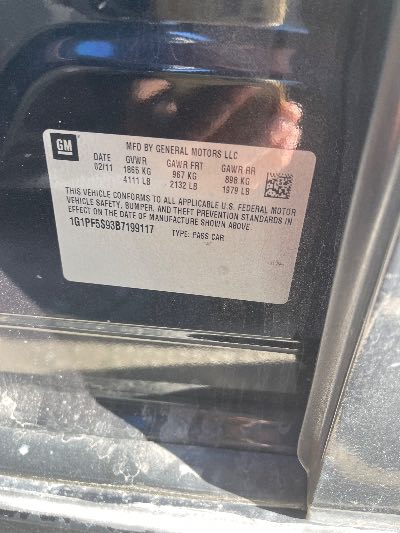 GM
MFD BY GENERAL MOTORS LLC
DATE GVWR GAWR FRT GAWR RR
02/11 1865 KG 967 KG 898 KG
4111 LB 2132 LB 1979 LB
THIS VEHICLE CONFORMS TO ALL APPLICABLE U.S. FEDERAL MOTOR
VEHICLE SAFETY, BUMPER, AND THEFT PREVENTION STANDARDS IN
EFFECT ON THE DATE OF MANUFACTURE SHOWN ABOVE.
1G1PF5S93B7199117 TYPE: PASS CAR